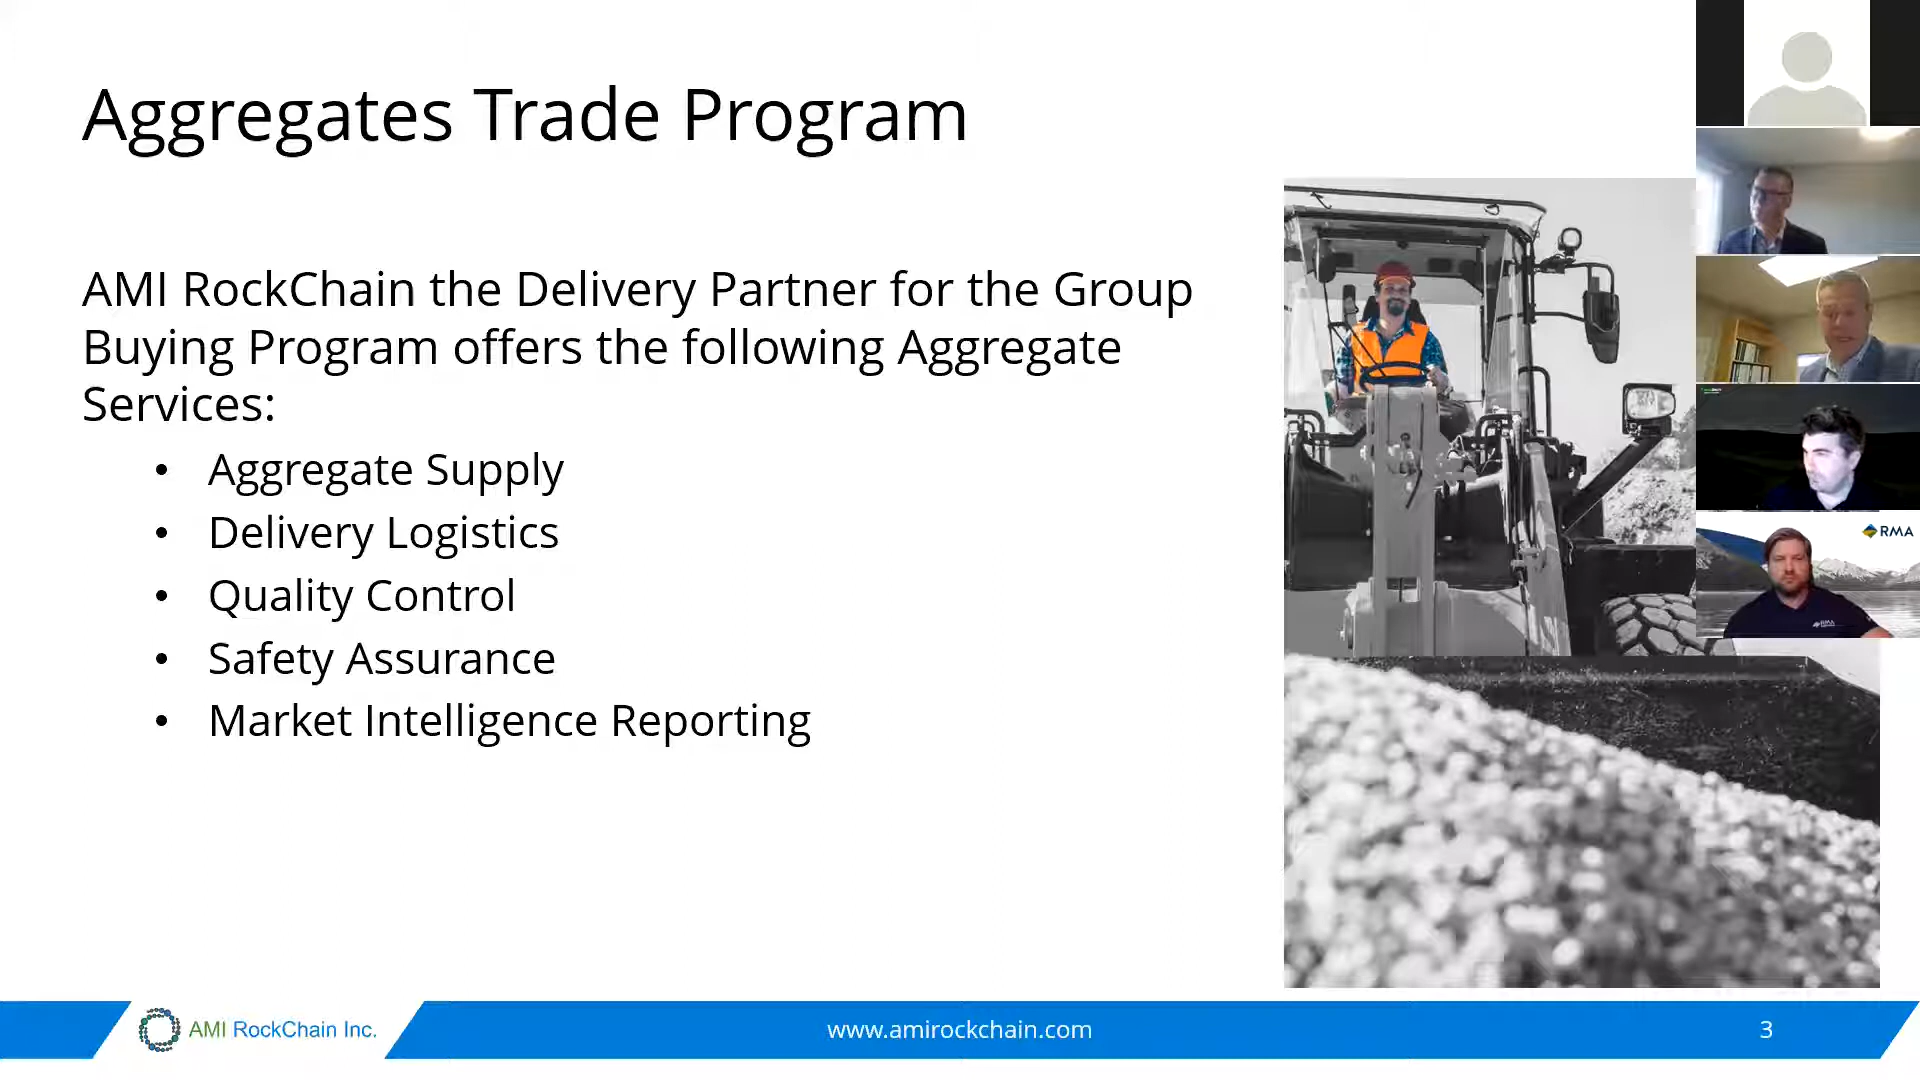 Aggregates Trade Program
AMI RockChain the Delivery Partner for the Group
Buying Program offers the following Aggregate
Services:
• Aggregate Supply
• Delivery Logistics
• Quality Control
• Safety Assurance
• Market Intelligence Reporting
RMA
RMA
AMI RockChain Inc.
www.amirockchain.com
3